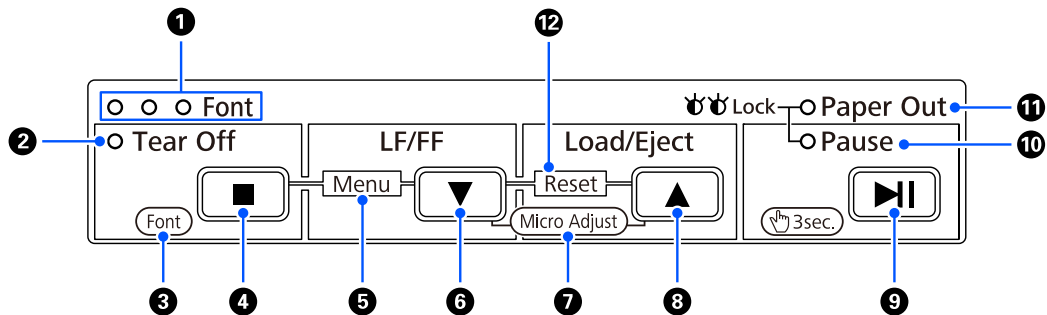 1
12
Font
Lock
Paper Out
11
2
Tear Off
LF/FF
Load/Eject
Pause
10
Menu
Reset
Font
Micro Adjust
3sec.
3
4
5
6
7
8
9